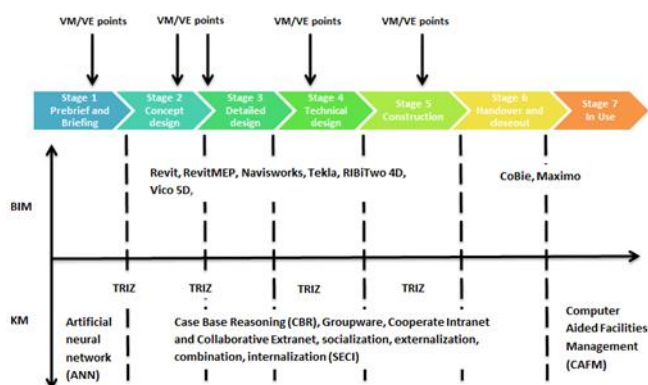 VM/VE points VM/VE points VM/VE points VM/VE points
Stage 1 Stage 2 Stage 3 Stage 4 Stage 5 Stage 6 Stage 7
Prebrief and Concept Detailed Technical Construction Handover and In Use
Briefing design design design closeout
Revit, RevitMEP, Navisworks, Tekla, RIBiTwo 4D, CoBie, Maximo
Vico 5D,
BIM
TRIZ TRIZ TRIZ TRIZ
KM
Artificial Case Base Reasoning (CBR), Groupware, Cooperate Intranet Computer
neural and Collaborative Extranet, socialization, externalization, Aided Facilities
network combination, internalization (SECI) Management
(ANN) (CAFM)